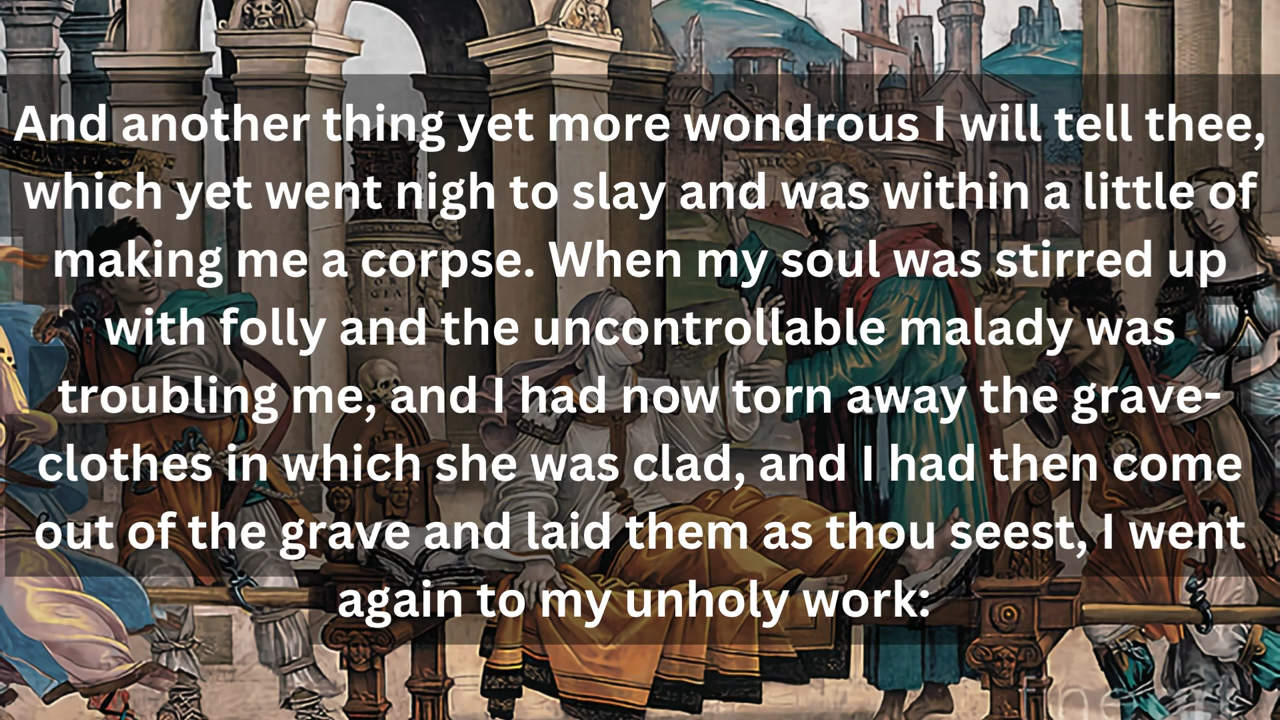 And another thing yet more wondrous I will tell thee,
which yet went nigh to slay and was within a little of
making me a corpse. When my soul was stirred up
with folly and the uncontrollable malady was
troubling me, and I had now torn away the grave-
clothes in which she was clad, and I had then come
out of the grave and laid them as thou seest, I went
again to my unholy work: